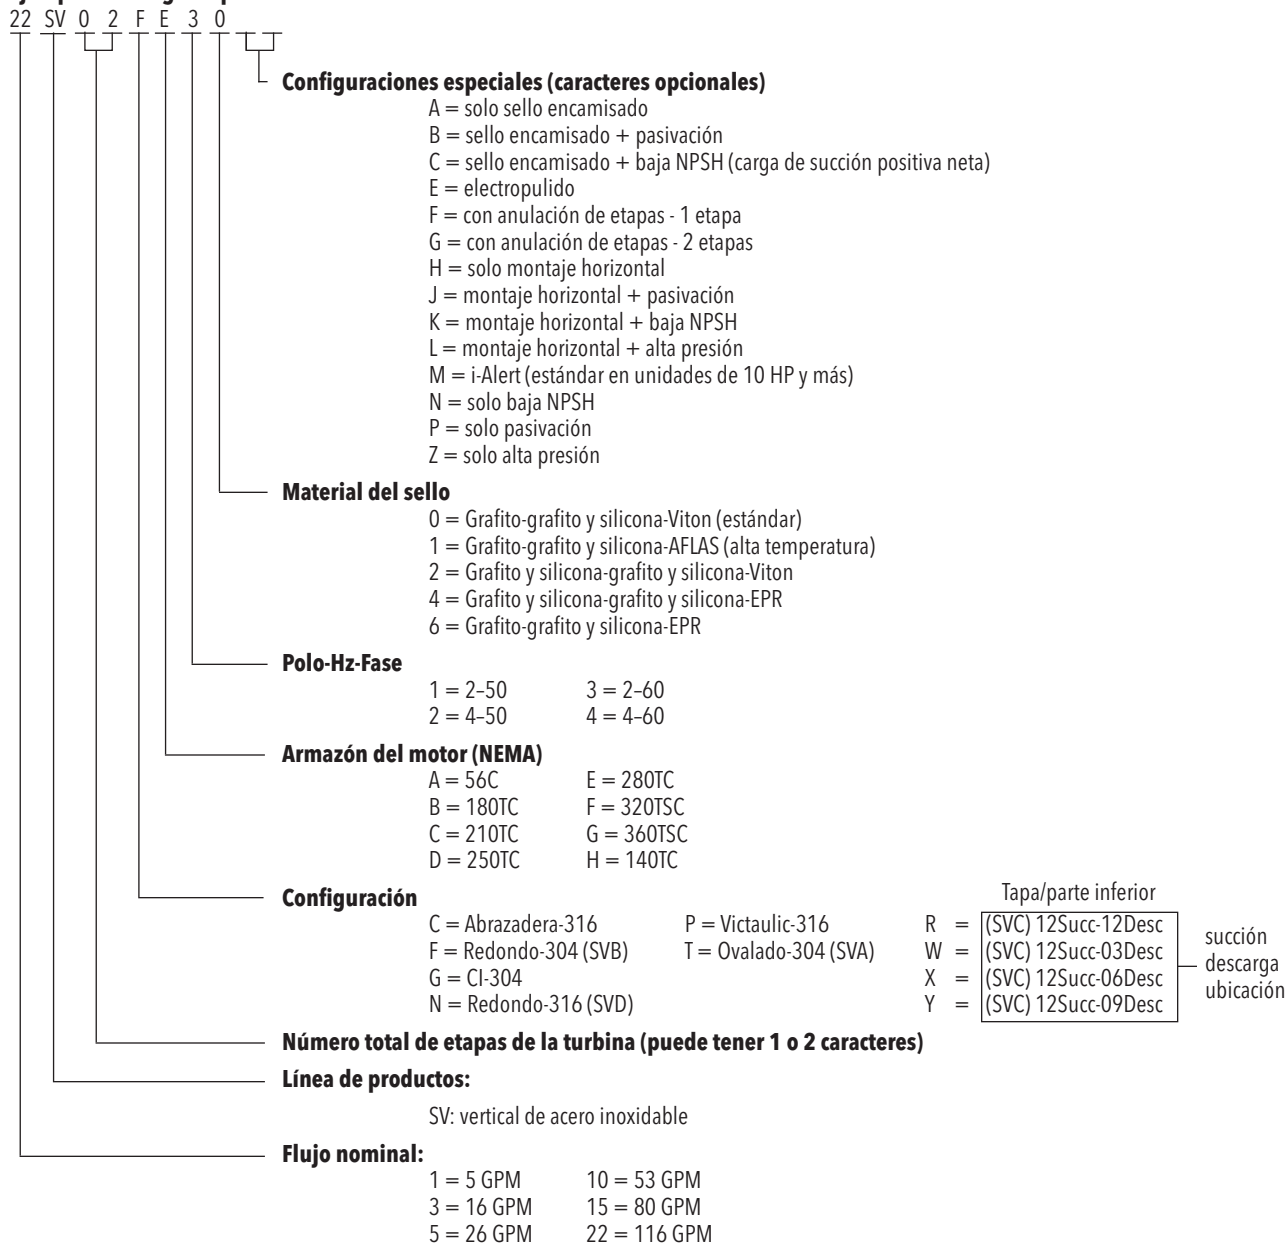 22 SV 0 2 F E 3 0
Configuraciones especiales (caracteres opcionales)
A = solo sello encamisado
B = sello encamisado + pasivación
C = sello encamisado + baja NPSH (carga de succión positiva neta)
E = electropulido
F = con anulación de etapas - 1 etapa
G = con anulación de etapas - 2 etapas
H = solo montaje horizontal
J = montaje horizontal + pasivación
K = montaje horizontal + baja NPSH
L = montaje horizontal + alta presión
M = i-Alert (estándar en unidades de 10 HP y más)
N = solo baja NPSH
P = solo pasivación
Z = solo alta presión
Material del sello
0 = Grafito-grafito y silicona-Viton (estándar)
1 = Grafito-grafito y silicona-AFLAS (alta temperatura)
2 = Grafito y silicona-grafito y silicona-Viton
4 = Grafito y silicona-grafito y silicona-EPR
6 = Grafito-grafito y silicona-EPR
Polo-Hz-Fase
1 = 2–50 3 = 2–60
2 = 4–50 4 = 4–60
Armazón del motor (NEMA)
A = 56C E = 280TC
B = 180TC F = 320TSC
C = 210TC G = 360TSC
D = 250TC H = 140TC
Configuración
Tapa/parte inferior
C = Abrazadera-316 P = Victaulic-316 R = (SVC) 12Succ-12Desc
F = Redondo-304 (SVB) T = Ovalado-304 (SVA) W = (SVC) 12Succ-03Desc
G = CI-304 X = (SVC) 12Succ-06Desc
N = Redondo-316 (SVD) Y = (SVC) 12Succ-09Desc
succión
descarga
ubicación
Número total de etapas de la turbina (puede tener 1 o 2 caracteres)
Línea de productos:
SV: vertical de acero inoxidable
Flujo nominal:
1 = 5 GPM 10 = 53 GPM
3 = 16 GPM 15 = 80 GPM
5 = 26 GPM 22 = 116 GPM